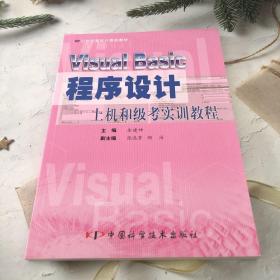 Visual Basic
程序设计
上机和级考实训教程
主 编
副主编
中国科学技术出版社
Visual
Basic